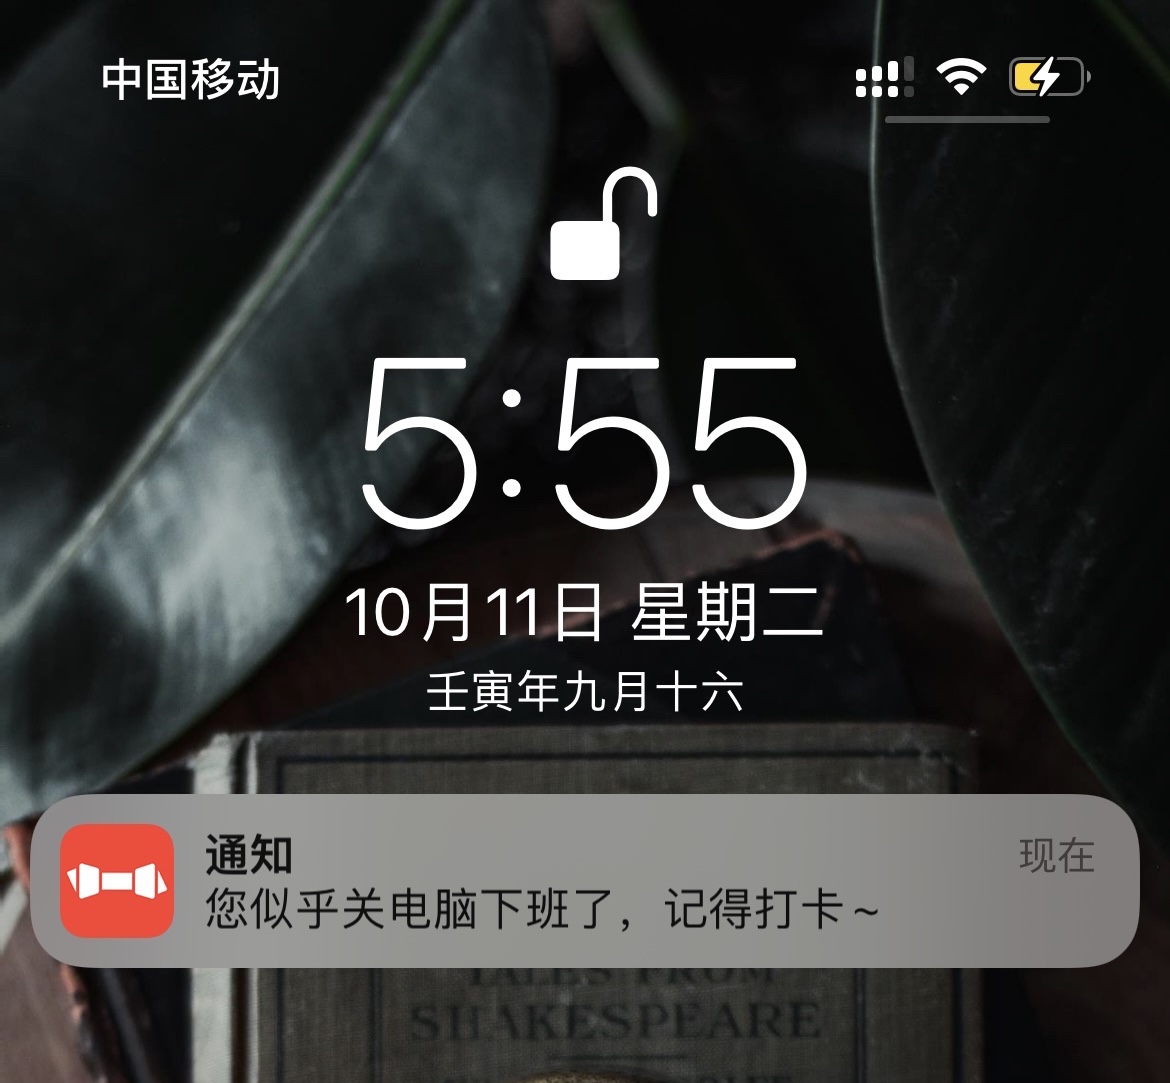 中国移动
5:55
10月11日 星期二
壬寅年九月十六
通知
现在
您似乎关电脑下班了，记得打卡~
TALES FROM
SHAKESPEARE